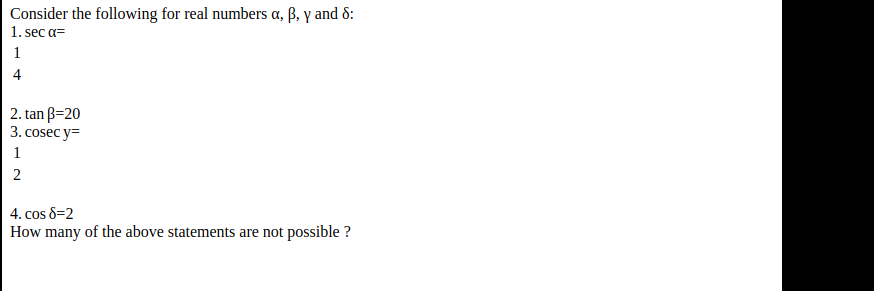 Consider the following for real numbers α, β, γ and δ:
1. sec α=
1
4
2. tan β=20
3. cosec y=
1
2
4. cos δ=2
How many of the above statements are not possible ?